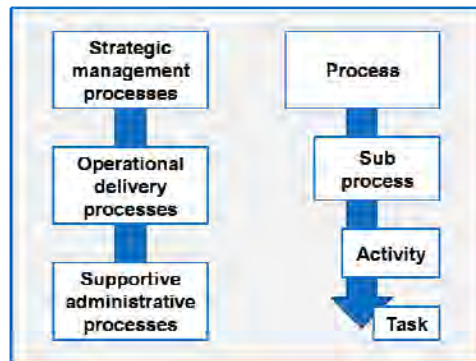 Strategic
management
processes
Operational
delivery
processes
Supportive
administrative
processes
Process
Sub
process
Activity
Task